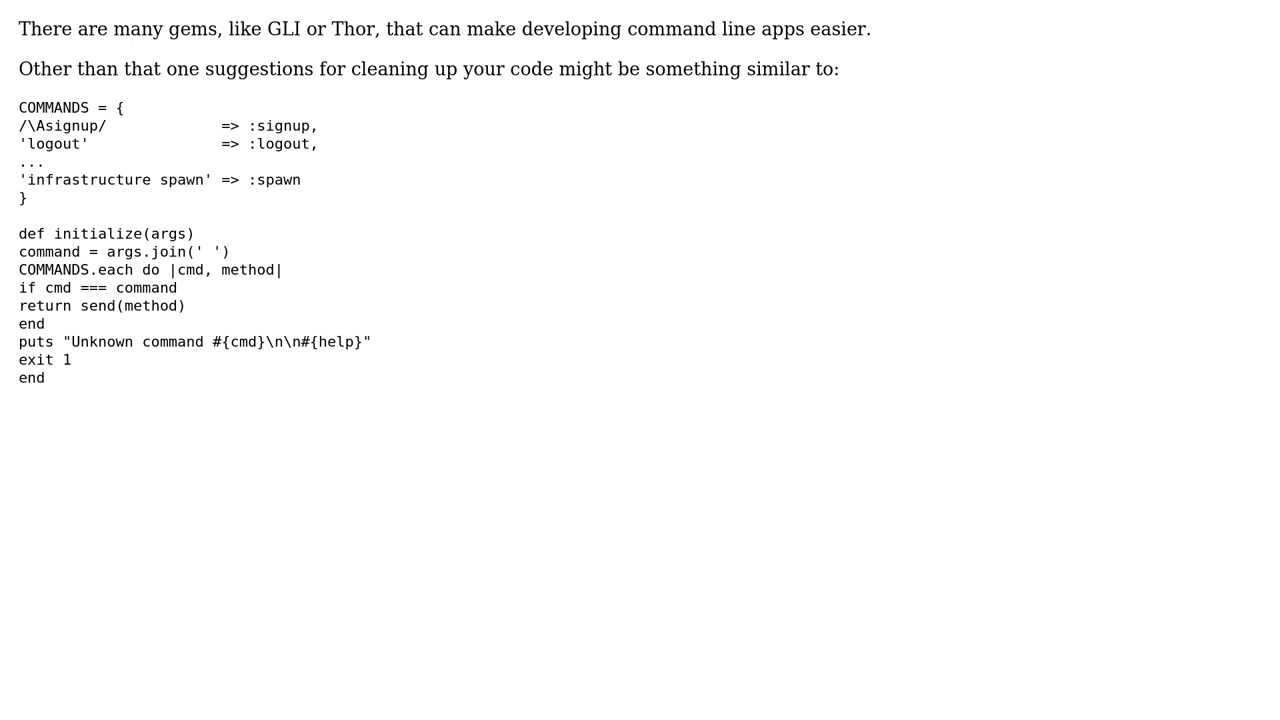 There are many gems, like GLI or Thor, that can make developing command line apps easier.
Other than that one suggestions for cleaning up your code might be something similar to:
COMMANDS = {
/\Asignup/             => :signup,
'logout'               => :logout,
...
'infrastructure spawn' => :spawn
}
def initialize(args)
command = args.join(' ')
COMMANDS.each do |cmd, method|
if cmd === command
return send(method)
end
puts "Unknown command #{cmd}\n\n#{help}"
exit 1
end